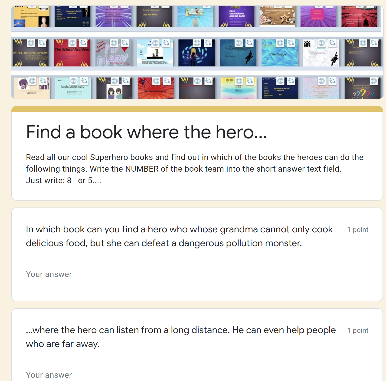 Find a book where the hero...
Read all our cool Superhero books and find out in which of the books the heroes can do the
following things. Write the NUMBER of the book team into the short answer text field.
Just write: 8 or 5....
In which book can you find a hero whose grandma cannot only cook
1 point
delicious food, but she can defeat a dangerous pollution monster.
Your answer
...where the hero can listen from a long distance. He can even help people
1 point
who are far away.
Your answer